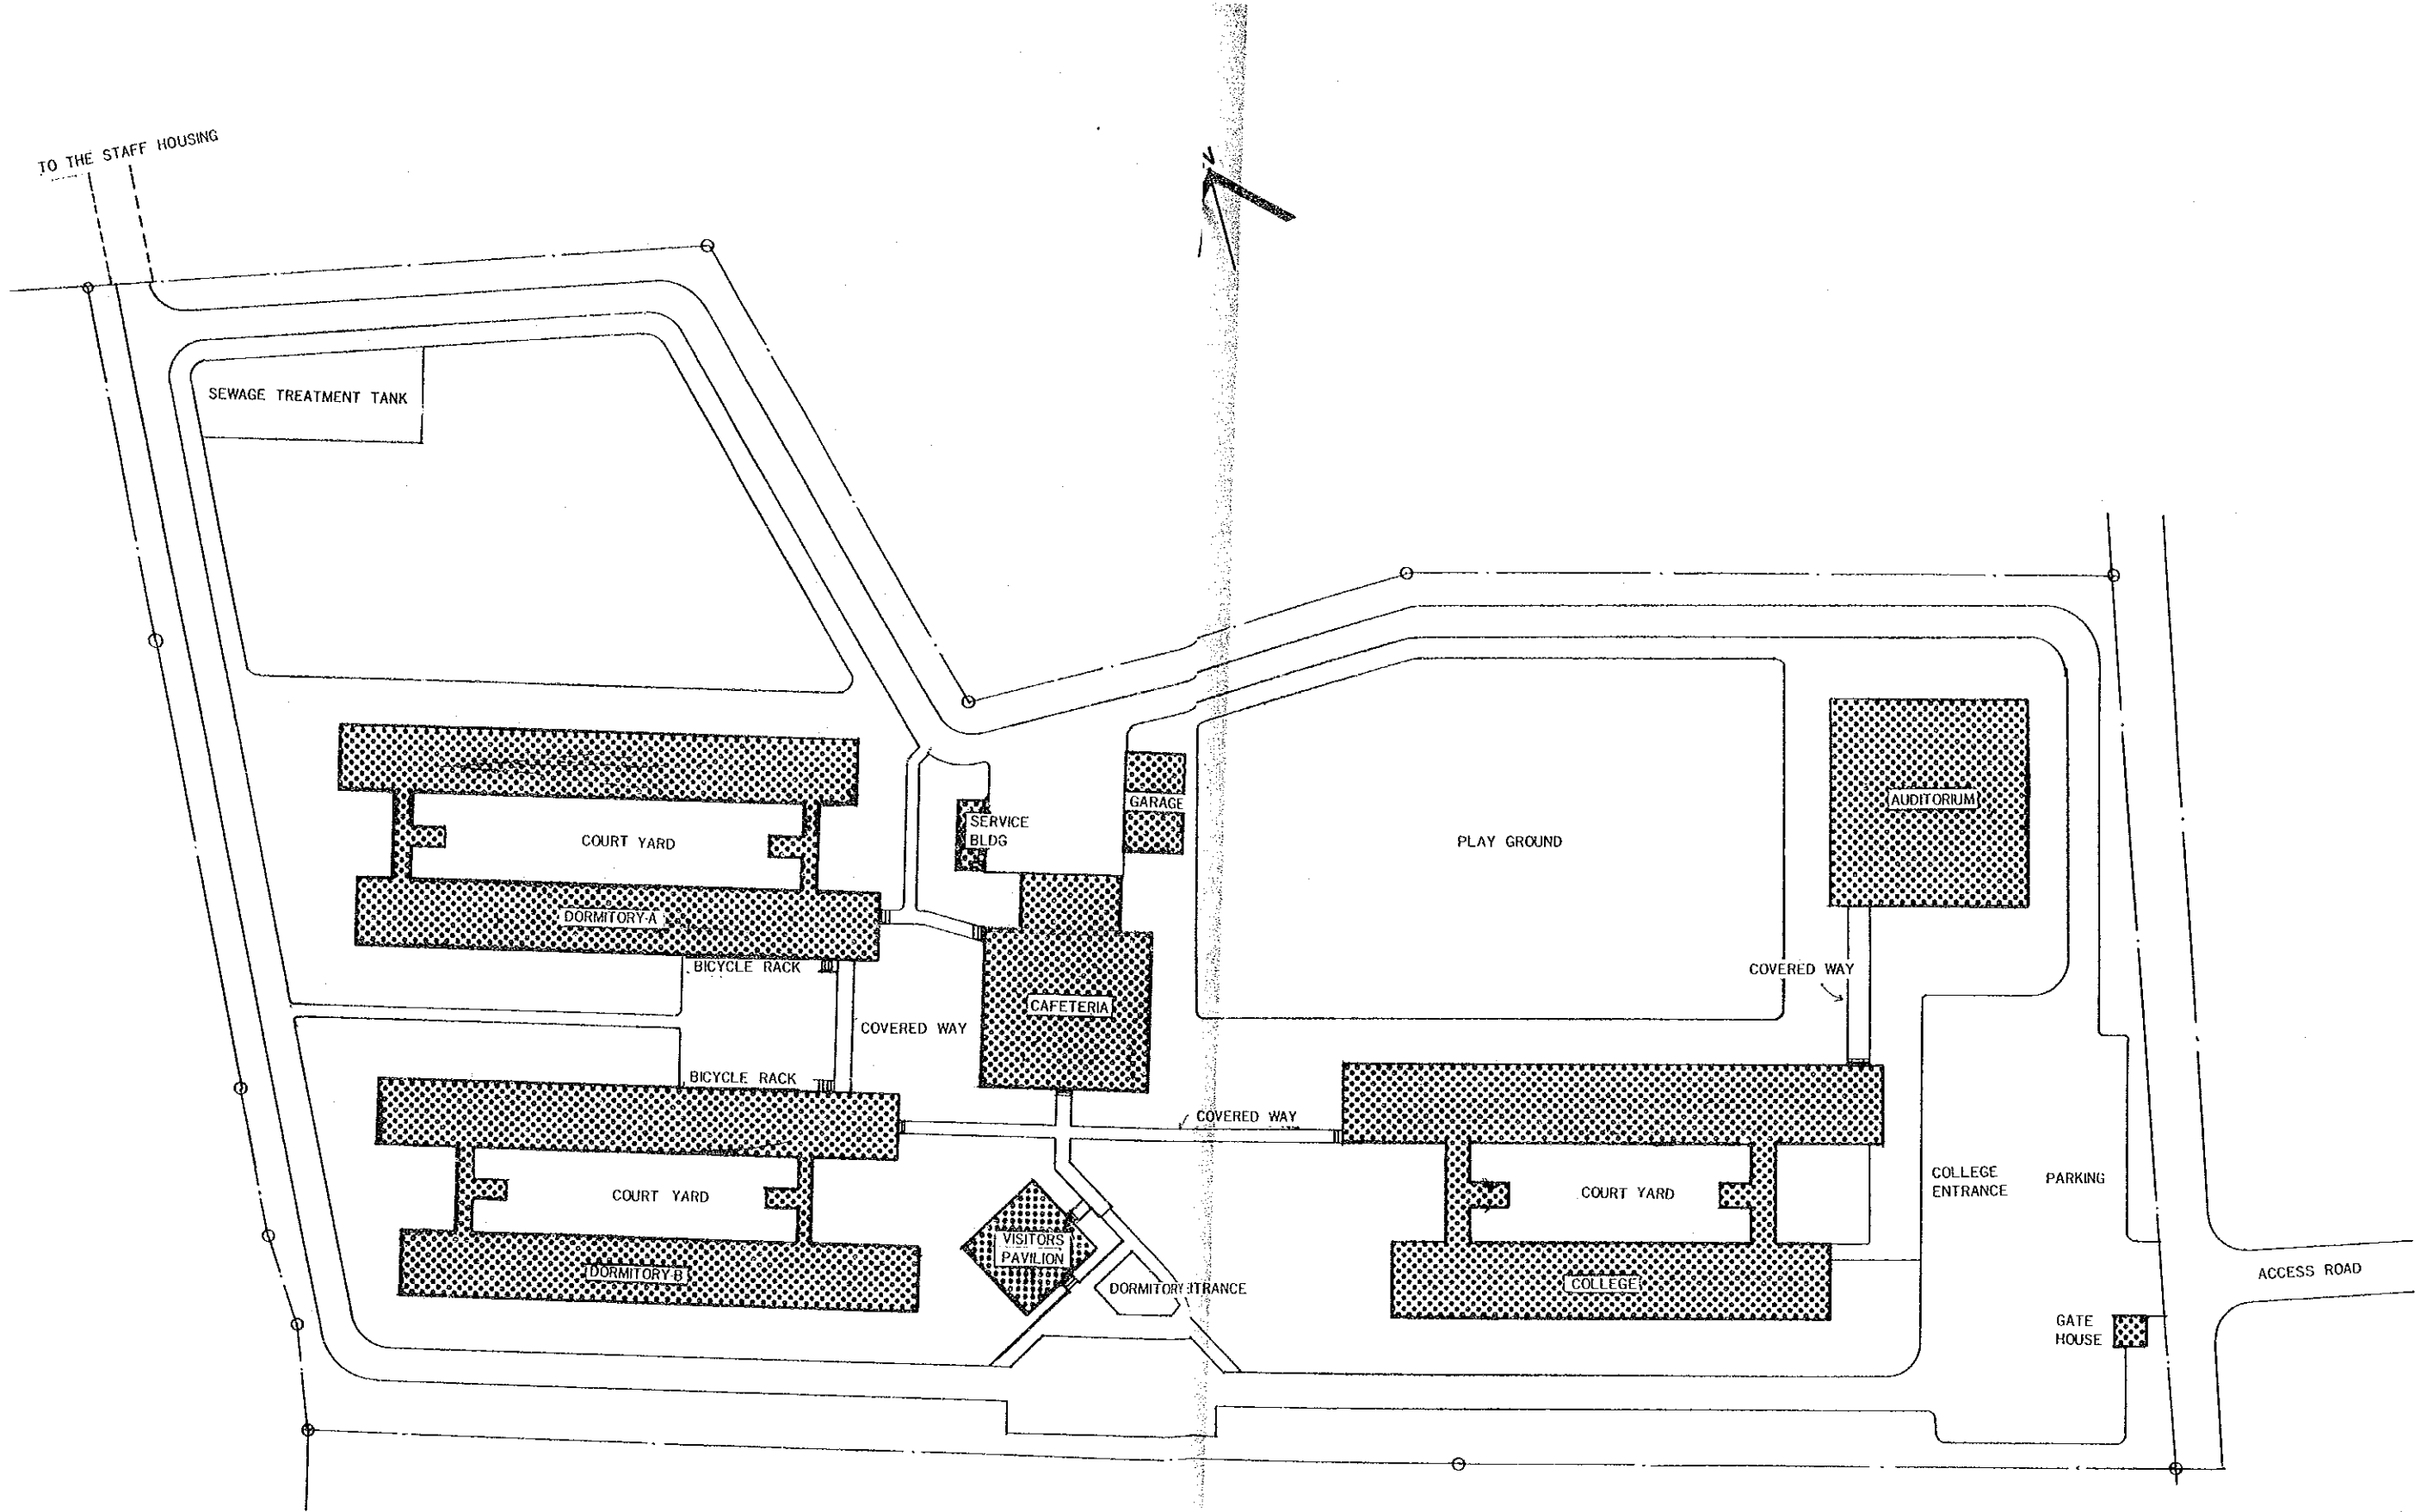 TO THE STAFF HOUSING
N
SEWAGE TREATMENT TANK
GARAGE
SERVICE
BLDG
COURT YARD
PLAY GROUND
AUDITORIUM
DORMITORY-A
BICYCLE RACK
COVERED WAY
CAFETERIA
COVERED WAY
BICYCLE RACK
COVERED WAY
COURT YARD
COURT YARD
COLLEGE
ENTRANCE
PARKING
VISITORS
PAVILION
DORMITORY-B
DORMITORY
COLLEGE
ACCESS ROAD
GATE
HOUSE